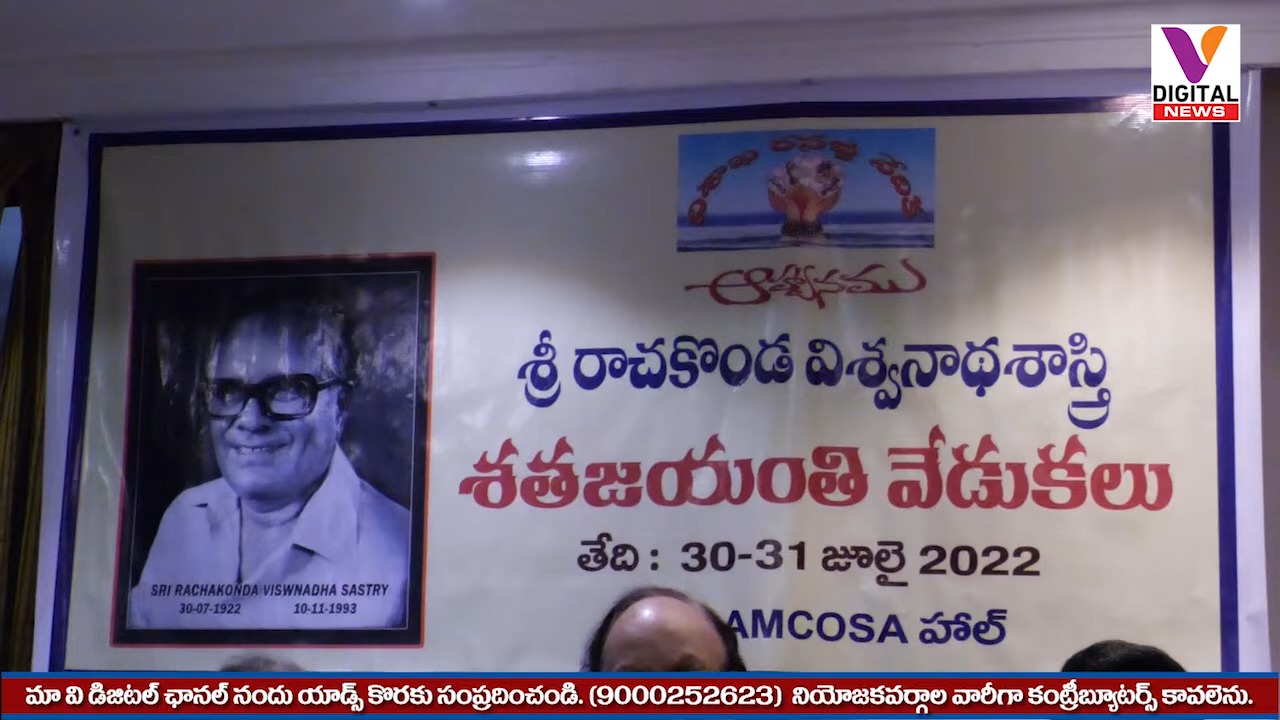 V
DIGITAL
NEWS
ఆహ్వానము
శ్రీ రాచకొండ విశ్వనాథశాస్త్రి
శతజయంతి వేడుకలు
తేది : 30-31 జూలై 2022
AMCOSA హాల్
SRI RACHAKONDA VISWNADHA SASTRY
30-07-1922 10-11-1993
మా వి డిజిటల్ ఛానల్ నందు యాడ్స్ కొరకు సంప్రదించండి. (9000252623) నియోజకవర్గాల వారీగా కంట్రీబ్యూటర్స్ కావలెను.